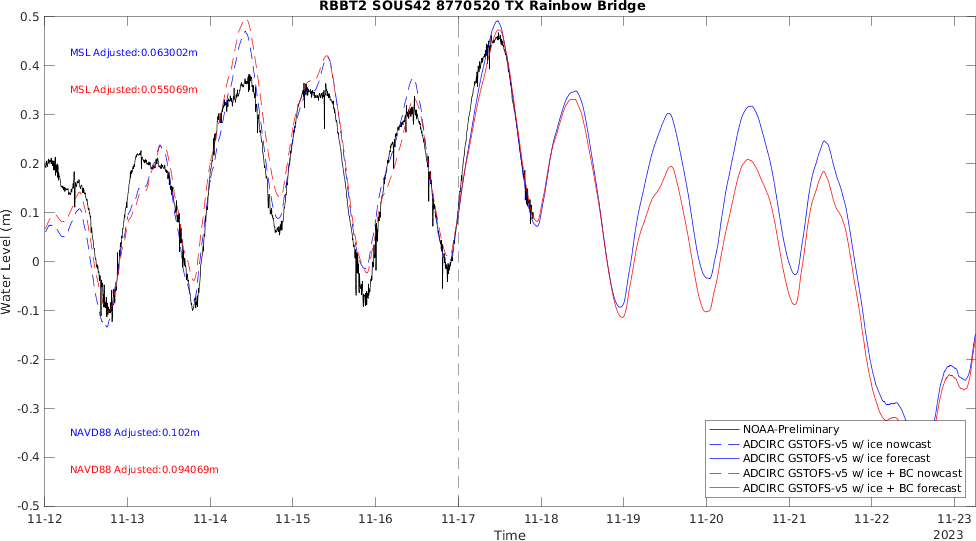 RBBT2 SOUS42 8770520 TX Rainbow Bridge
0.5
0.4
0.3
0.2
0.1
0
-0.1
-0.2
-0.3
-0.4
-0.5
Water Level (m)
MSL Adjusted:0.063002m
MSL Adjusted:0.055069m
NAVD88 Adjusted:0.102m
NAVD88 Adjusted:0.094069m
NOAA-Preliminary
ADCIRC GSTOFS-v5 w/ ice nowcast
ADCIRC GSTOFS-v5 w/ ice forecast
ADCIRC GSTOFS-v5 w/ ice + BC nowcast
ADCIRC GSTOFS-v5 w/ ice + BC forecast
11-12 11-13 11-14 11-15 11-16 11-17 11-18 11-19 11-20 11-21 11-22 11-23
2023
Time